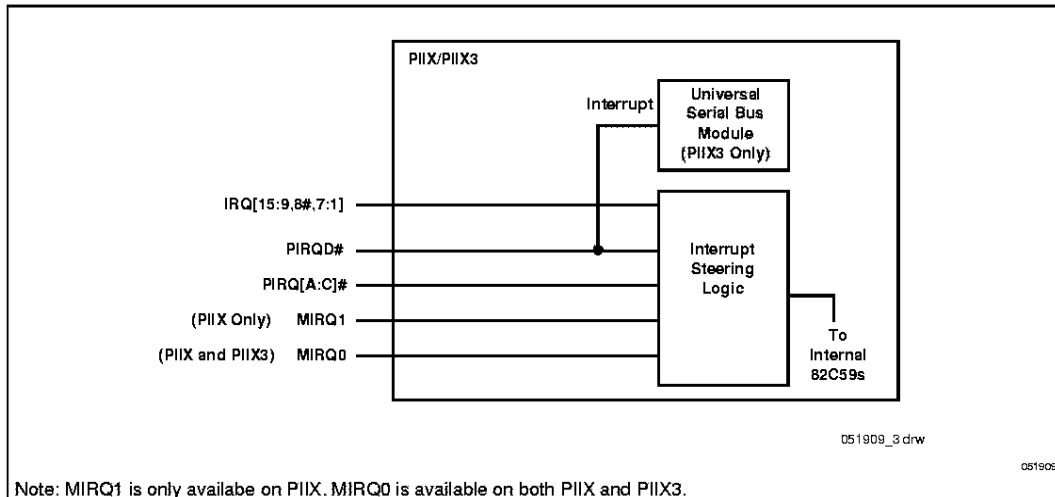 PIIX/PIIX3
Universal
Serial Bus
Module
(PIIX3 Only)
Interrupt
IRQ[15:9,8#,7:1]
PIRQD#
PIRQ[A:C]#
(PIIX Only) MIRQ1
(PIIX and PIIX3) MIRQ0
Interrupt
Steering
Logic
To
Internal
82C59s
051909_3 drw
051909
Note: MIRQ1 is only availabe on PIIX. MIRQ0 is available on both PIIX and PIIX3.